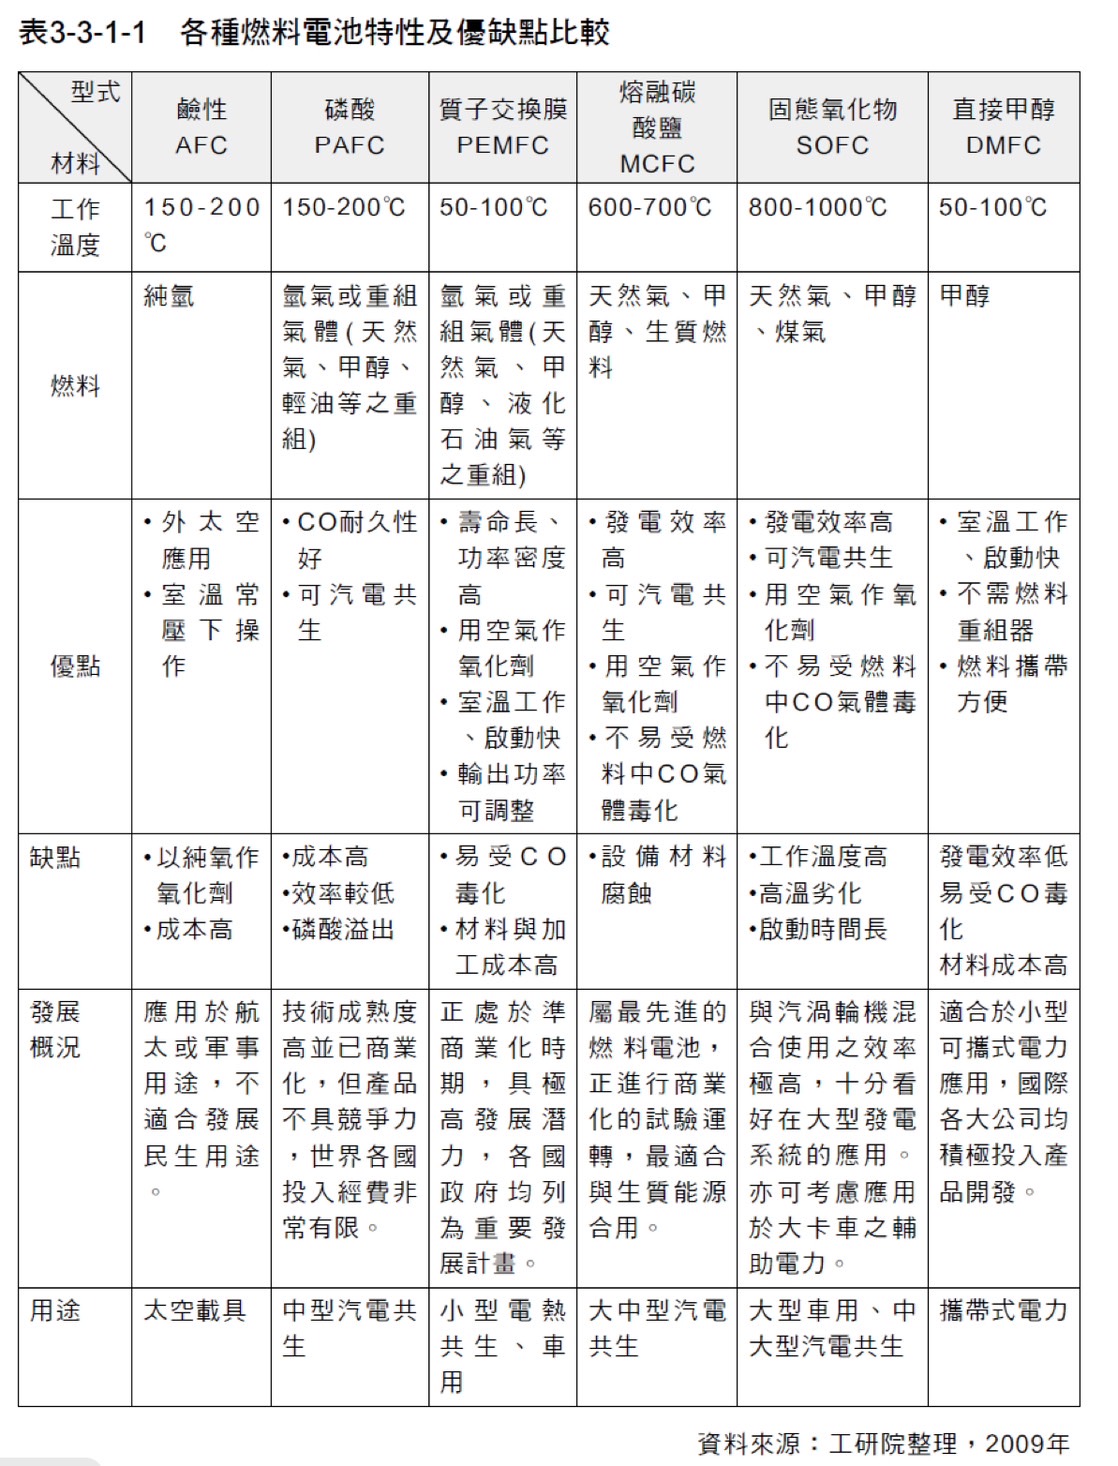 表3-3-1-1　各種燃料電池特性及優缺點比較
型式
材料
鹼性
AFC
磷酸
PAFC
質子交換膜
PEMFC
熔融碳
酸鹽
MCFC
固態氧化物
SOFC
直接甲醇
DMFC
工作
溫度
150-200
℃
150-200℃
50-100℃
600-700℃
800-1000℃
50-100℃
燃料
純氫
氫氣或重組
氣體(天然
氣、甲醇、
輕油等之重
組)
氫氣或重
組氣體(天
然氣、甲
醇、液化
石油氣等
之重組)
天然氣、甲
醇、生質燃
料
天然氣、甲醇
、煤氣
甲醇
優點
•外太空
應用
•室溫常
壓下操
作
•CO耐久性
好
•可汽電共
生
•壽命長、
功率密度
高
•用空氣作
氧化劑
•室溫工作
、啟動快
•輸出功率
可調整
•發電效率
高
•可汽電共
生
•用空氣作
氧化劑
•不易受燃
料中CO氣
體毒化
•發電效率高
•可汽電共生
•用空氣作氧
化劑
•不易受燃料
中CO氣體毒
化
•室溫工作
、啟動快
•不需燃料
重組器
•燃料攜帶
方便
缺點
•以純氧作
氧化劑
•成本高
•成本高
•效率較低
•磷酸溢出
•易受CO
毒化
•材料與加
工成本高
•設備材料
腐蝕
•工作溫度高
•高溫劣化
•啟動時間長
發電效率低
易受CO毒
化
材料成本高
發展
概況
應用於航
太或軍事
用途，不
適合發展
民生用途
。
技術成熟度
高並已商業
化，但產品
不具競爭力
，世界各國
投入經費非
常有限。
正處於準
商業化時
期，具極
高發展潛
力，各國
政府均列
為重要發
展計畫。
屬最先進的
燃 料電池，
正進行商業
化的試驗運
轉，最適合
與生質能源
合用。
與汽渦輪機混
合使用之效率
極高，十分看
好在大型發電
系統的應用。
亦可考慮應用
於大卡車之輔
助電力。
適合於小型
可攜式電力
應用，國際
各大公司均
積極投入產
品開發。
用途
太空載具
中型汽電共
生
小型電熱
共生、車
用
大中型汽電
共生
大型車用、中
大型汽電共生
攜帶式電力
資料來源：工研院整理，2009年